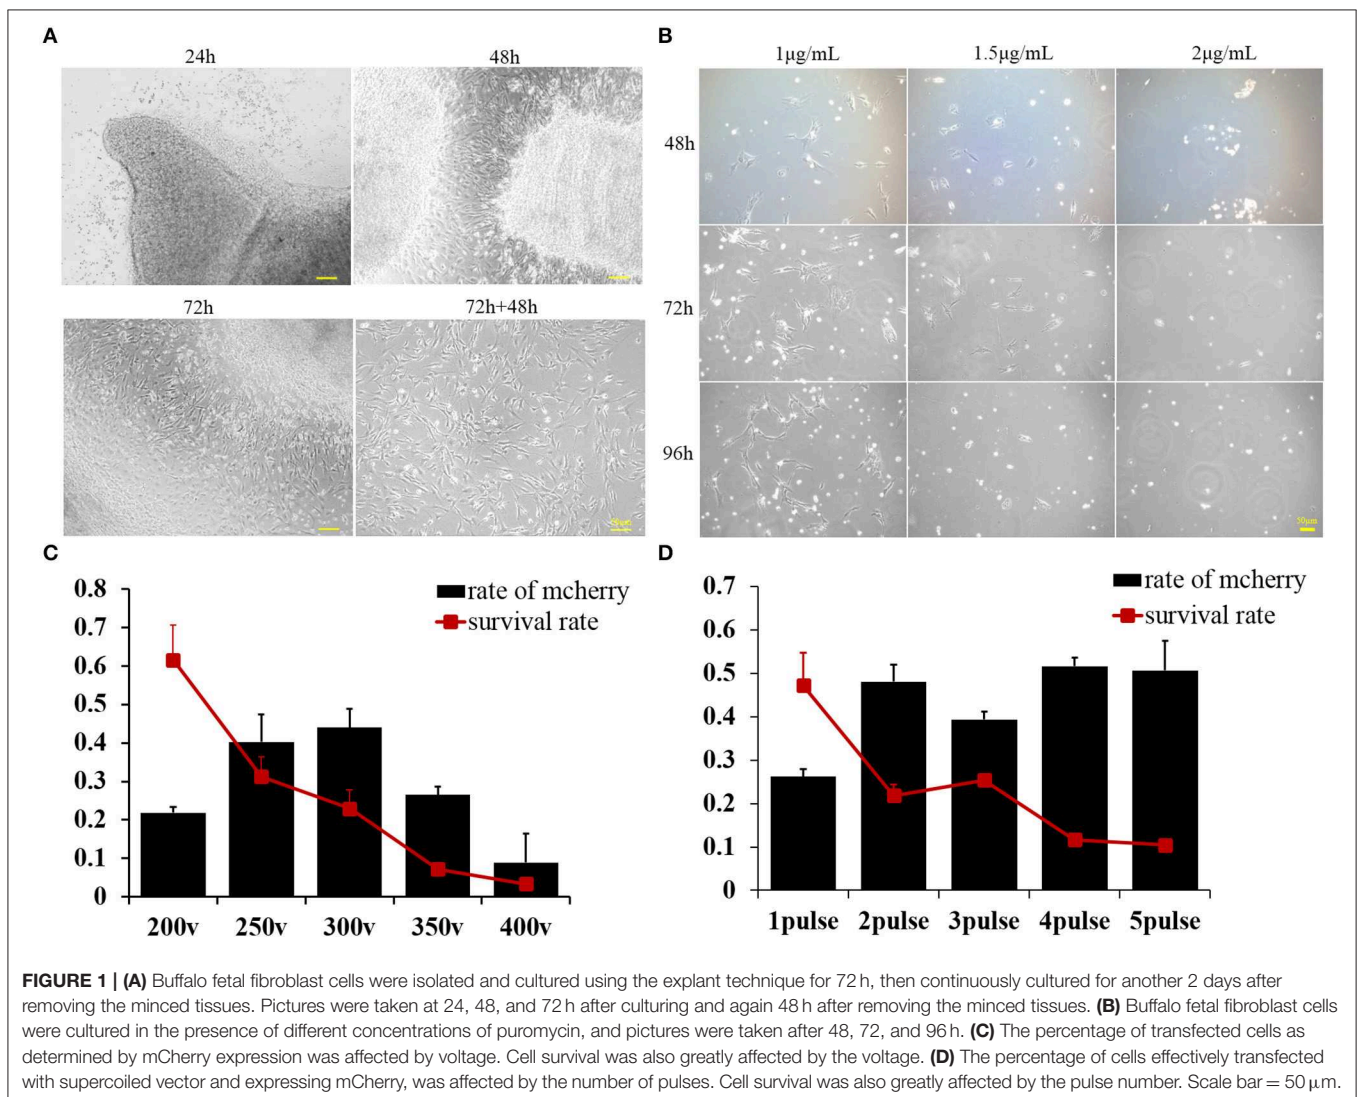 A
24h
48h
72h
72h+48h
50μm
B
1μg/mL
1.5μg/mL
2μg/mL
48h
72h
96h
50μm
C
0.8
0.7
0.6
0.5
0.4
0.3
0.2
0.1
0
rate of mcherry
survival rate
200v 250v 300v 350v 400v
D
0.7
0.6
0.5
0.4
0.3
0.2
0.1
0
rate of mcherry
survival rate
1pulse 2pulse 3pulse 4pulse 5pulse
FIGURE 1 | (A) Buffalo fetal fibroblast cells were isolated and cultured using the explant technique for 72 h, then continuously cultured for another 2 days after
removing the minced tissues. Pictures were taken at 24, 48, and 72 h after culturing and again 48 h after removing the minced tissues. (B) Buffalo fetal fibroblast cells
were cultured in the presence of different concentrations of puromycin, and pictures were taken after 48, 72, and 96 h. (C) The percentage of transfected cells as
determined by mCherry expression was affected by voltage. Cell survival was also greatly affected by the voltage. (D) The percentage of cells effectively transfected
with supercoiled vector and expressing mCherry, was affected by the number of pulses. Cell survival was also greatly affected by the pulse number. Scale bar = 50 μm.